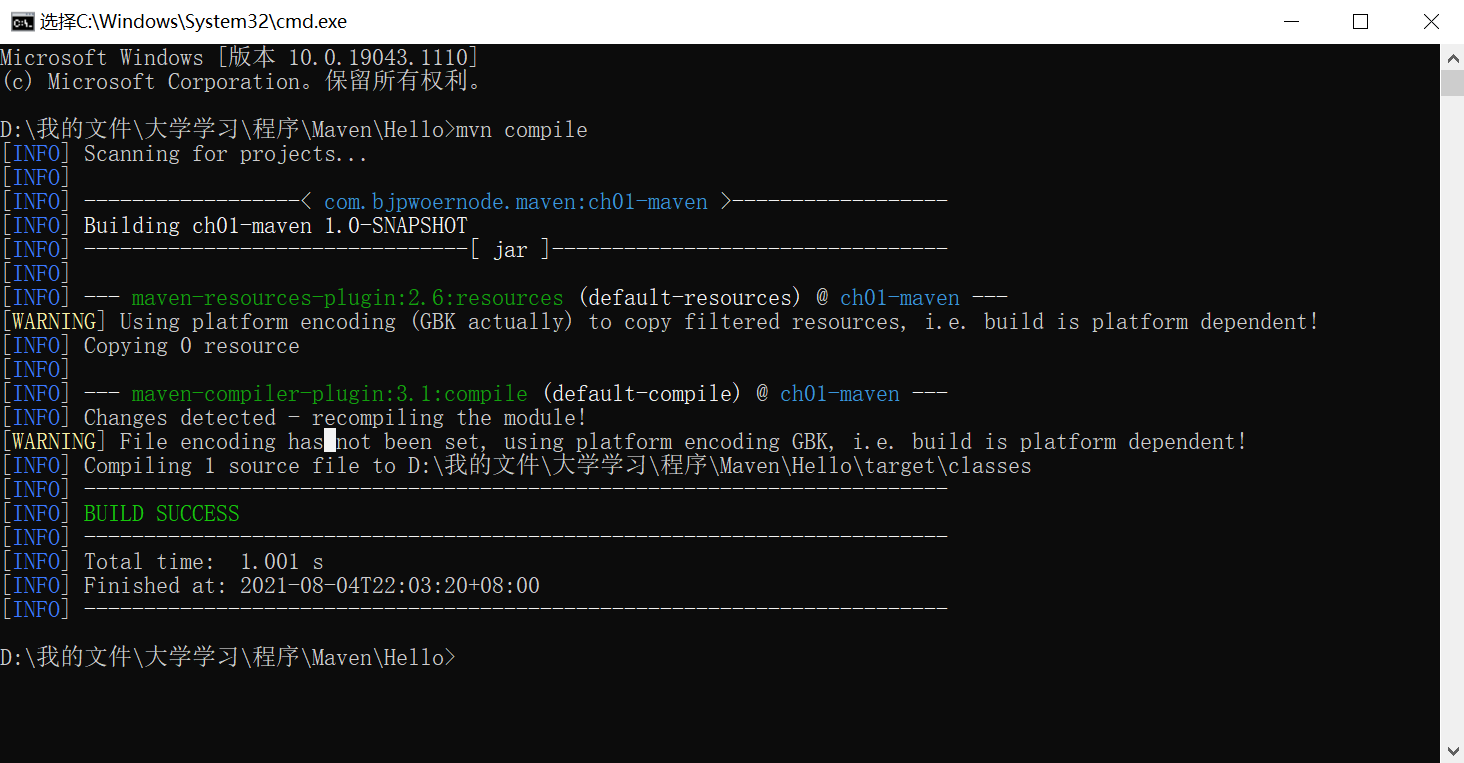 选择C:\Windows\System32\cmd.exe
Microsoft Windows [版本 10.0.19043.1110]
(c) Microsoft Corporation。保留所有权利。
D:\我的文件\大学学习\程序\Maven\Hello>mvn compile
[INFO] Scanning for projects...
[INFO]
[INFO] ------------------< com.bjpwoernode.maven:ch01-maven >------------------
[INFO] Building ch01-maven 1.0-SNAPSHOT
[INFO] --------------------------------[ jar ]---------------------------------
[INFO]
[INFO] --- maven-resources-plugin:2.6:resources (default-resources) @ ch01-maven ---
[WARNING] Using platform encoding (GBK actually) to copy filtered resources, i.e. build is platform dependent!
[INFO] Copying 0 resource
[INFO]
[INFO] --- maven-compiler-plugin:3.1:compile (default-compile) @ ch01-maven ---
[INFO] Changes detected - recompiling the module!
[WARNING] File encoding has not been set, using platform encoding GBK, i.e. build is platform dependent!
[INFO] Compiling 1 source file to D:\我的文件\大学学习\程序\Maven\Hello\target\classes
[INFO] ------------------------------------------------------------------------
[INFO] BUILD SUCCESS
[INFO] ------------------------------------------------------------------------
[INFO] Total time:  1.001 s
[INFO] Finished at: 2021-08-04T22:03:20+08:00
[INFO] ------------------------------------------------------------------------
D:\我的文件\大学学习\程序\Maven\Hello>